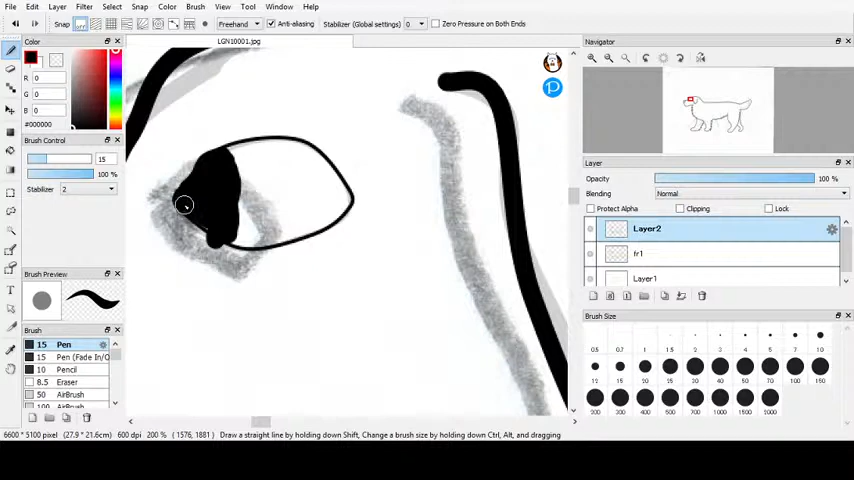 File Edit Layer Filter Select Snap Color Brush View Tool Window Help
Snap off Freehand Anti-aliasing Stabilizer (Global settings) 0 Zero Pressure on Both Ends
Color
R 0
G 0
B 0
#000000
Brush Control
15
100 %
Stabilizer 2
Brush Preview
Brush
15 Pen
15 Pen (Fade In/O
10 Pencil
8.5 Eraser
50 AirBrush
100 AirBrush
LGN10001.jpg
Navigator
Layer
Opacity 100 %
Blending Normal
Protect Alpha Clipping Lock
Layer2
fr1
Layer1
Brush Size
0.5 0.7 1 1.5 2 3 4 5 7 10
12 15 20 25 30 40 50 70 100 150
200 300 400 500 700 1000 1500 2000
6600 * 5100 pixel (27.9 * 21.6cm) 600 dpi 200 % ( 1576, 1881 ) Draw a straight line by holding down Shift, Change a brush size by holding down Ctrl, Alt, and dragging